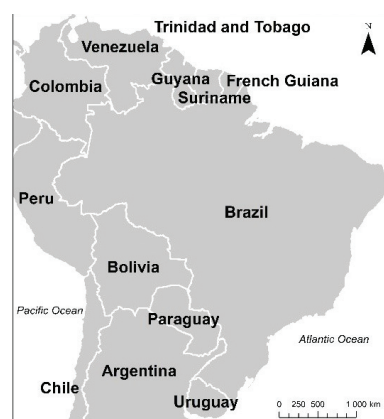 Trinidad and Tobago
N
Venezuela
Guyana
French Guiana
Colombia
Suriname
Peru
Brazil
Bolivia
Pacific Ocean
Paraguay
Atlantic Ocean
Argentina
Chile
Uruguay
0 250 500 1 000 km